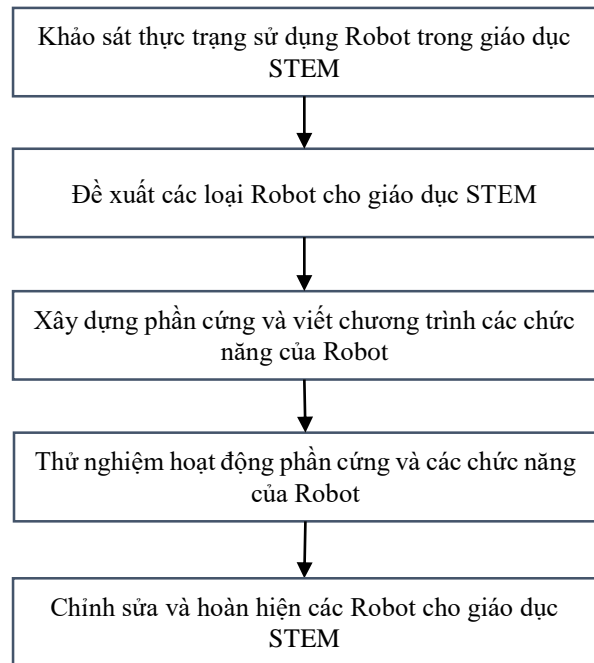 Khảo sát thực trạng sử dụng Robot trong giáo dục
STEM
Đề xuất các loại Robot cho giáo dục STEM
Xây dựng phần cứng và viết chương trình các chức
năng của Robot
Thử nghiệm hoạt động phần cứng và các chức năng
của Robot
Chỉnh sửa và hoàn hiện các Robot cho giáo dục
STEM